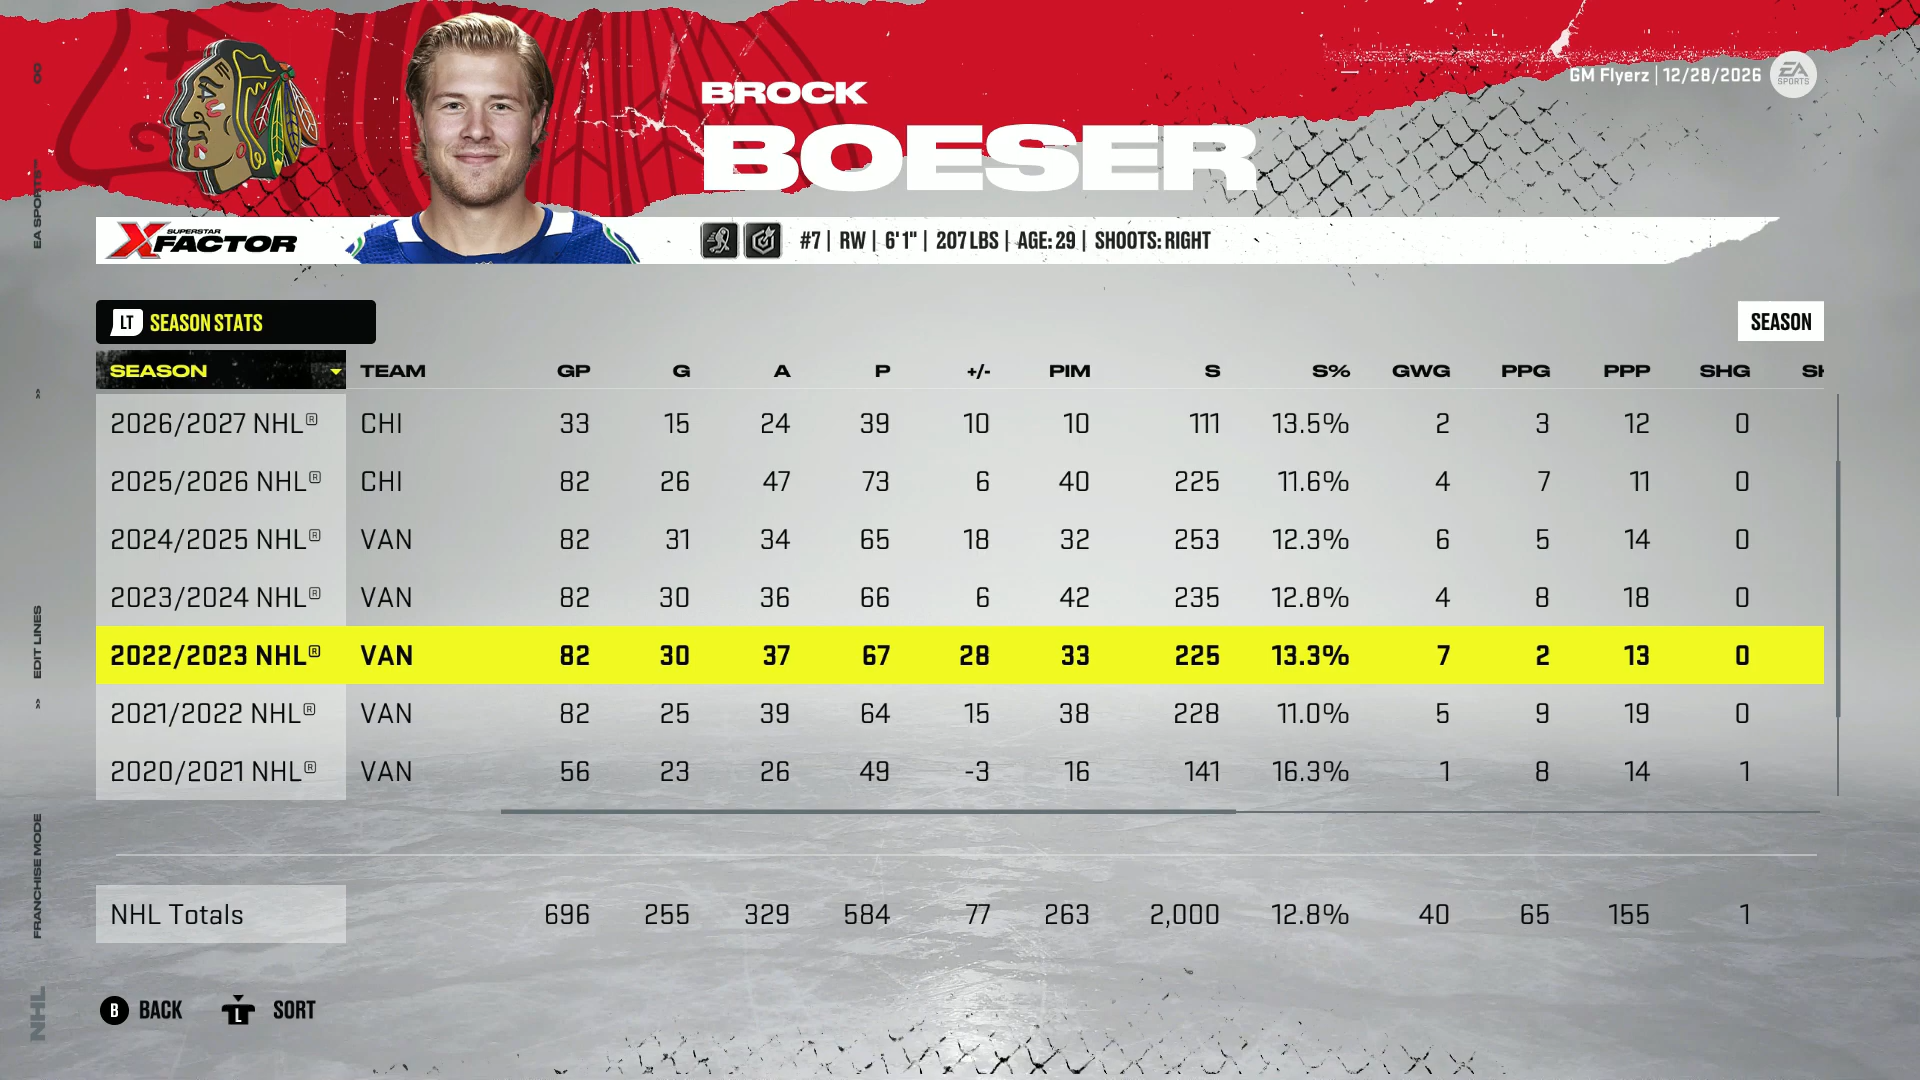 BROCK
BOESER
GM Flyerz | 12/28/2026
EA SPORTS
SUPERSTAR
X FACTOR
#7 | RW | 6'1" | 207 LBS | AGE: 29 | SHOOTS: RIGHT
LT SEASON STATS
SEASON
SEASON TEAM GP G A P +/- PIM S S% GWG PPG PPP SHG SH
2026/2027 NHL® CHI 33 15 24 39 10 10 111 13.5% 2 3 12 0
2025/2026 NHL® CHI 82 26 47 73 6 40 225 11.6% 4 7 11 0
2024/2025 NHL® VAN 82 31 34 65 18 32 253 12.3% 6 5 14 0
2023/2024 NHL® VAN 82 30 36 66 6 42 235 12.8% 4 8 18 0
2022/2023 NHL® VAN 82 30 37 67 28 33 225 13.3% 7 2 13 0
2021/2022 NHL® VAN 82 25 39 64 15 38 228 11.0% 5 9 19 0
2020/2021 NHL® VAN 56 23 26 49 -3 16 141 16.3% 1 8 14 1
NHL Totals 696 255 329 584 77 263 2,000 12.8% 40 65 155 1
B BACK L SORT
NHL FRANCHISE MODE >> EDIT LINES >> EA SPORTS™